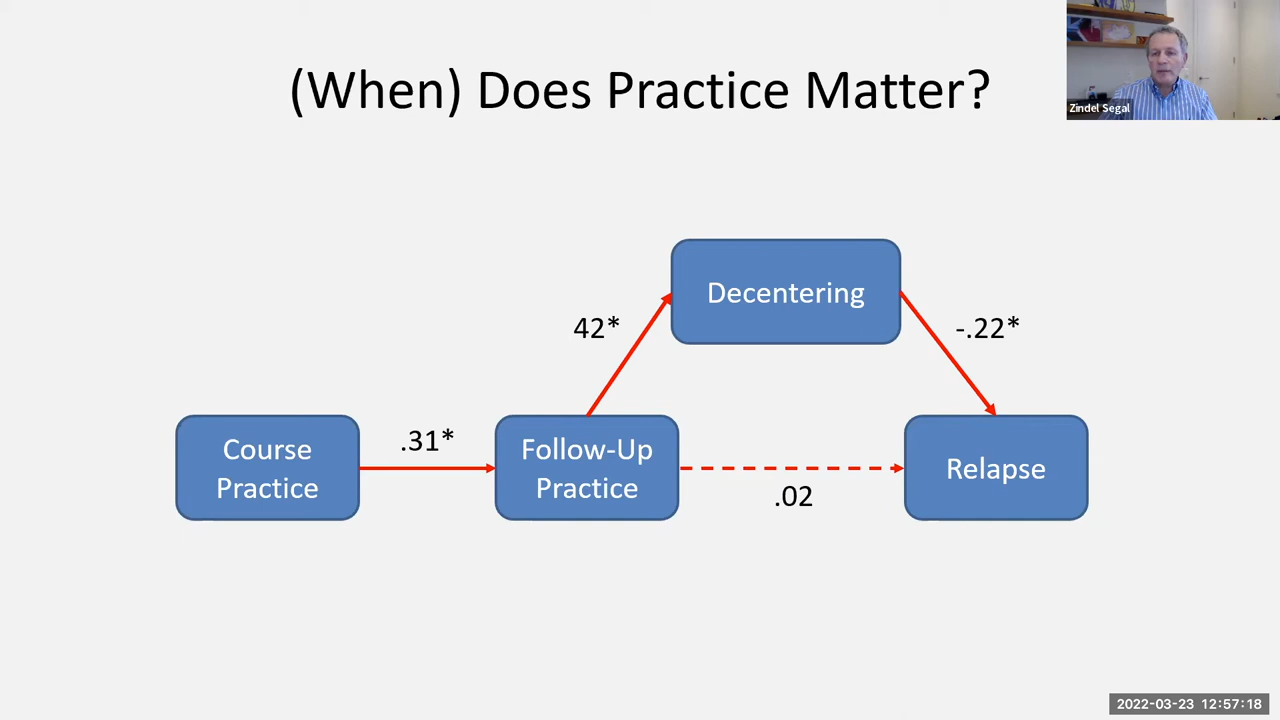 (When) Does Practice Matter?
Zindel Segal
Decentering
42*
-.22*
Course
Practice
.31*
Follow-Up
Practice
.02
Relapse
2022-03-23 12:57:18